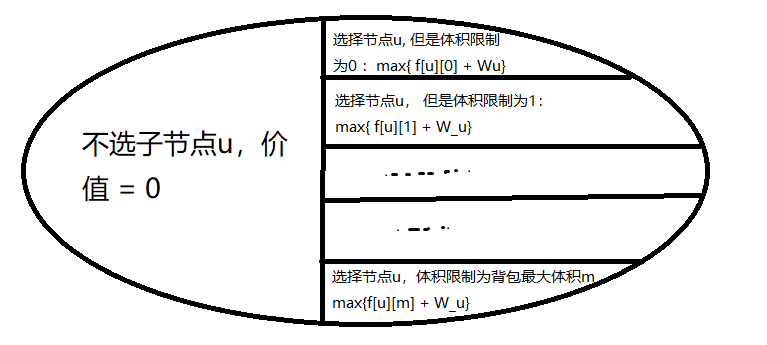 不选子节点u，价
值 = 0
选择节点u, 但是体积限制
为0 ： max{ f[u][0] + Wu}
选择节点u， 但是体积限制为1：
max{ f[u][1] + W_u}
选择节点u，体积限制为背包最大体积m
max{f[u][m] + W_u}